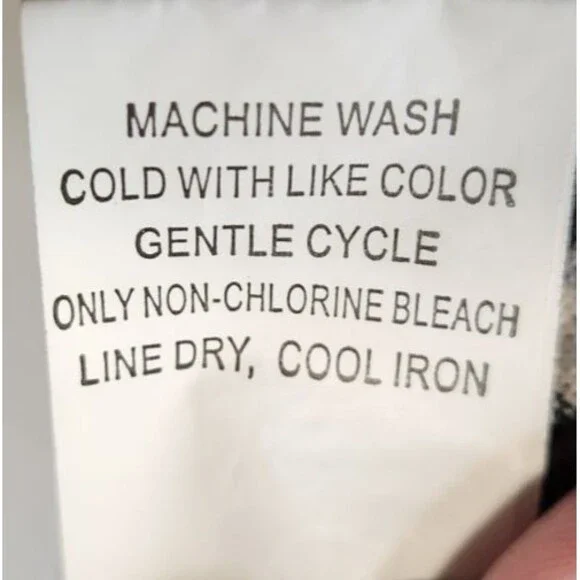 MACHINE WASH
COLD WITH LIKE COLOR
GENTLE CYCLE
ONLY NON-CHLORINE BLEACH
LINE DRY, COOL IRON